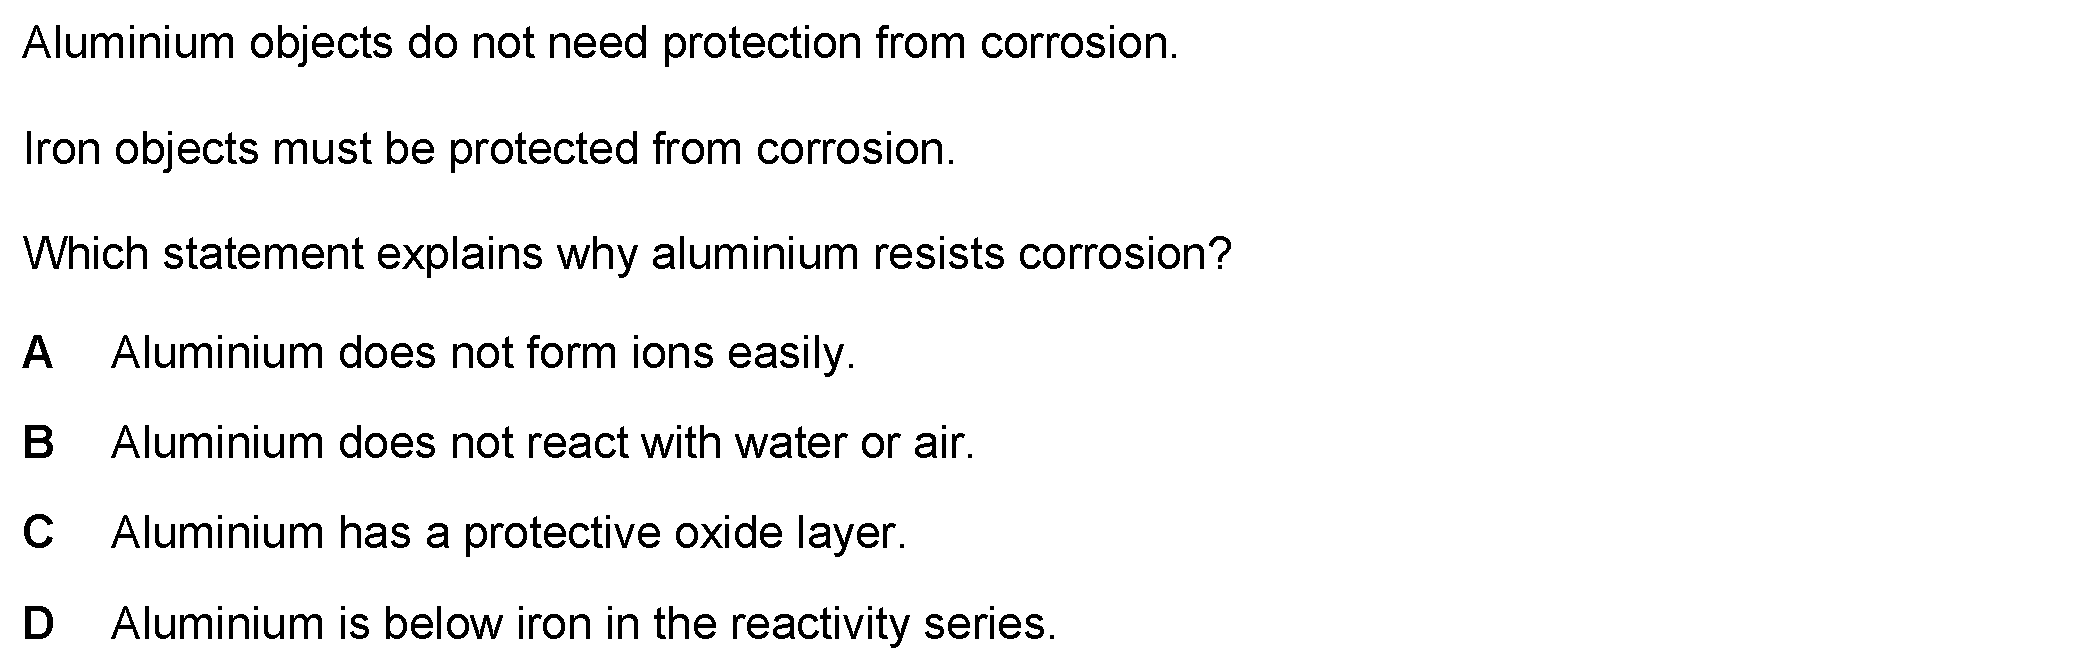 Aluminium objects do not need protection from corrosion.
Iron objects must be protected from corrosion.
Which statement explains why aluminium resists corrosion?
A Aluminium does not form ions easily.
B Aluminium does not react with water or air.
C Aluminium has a protective oxide layer.
D Aluminium is below iron in the reactivity series.